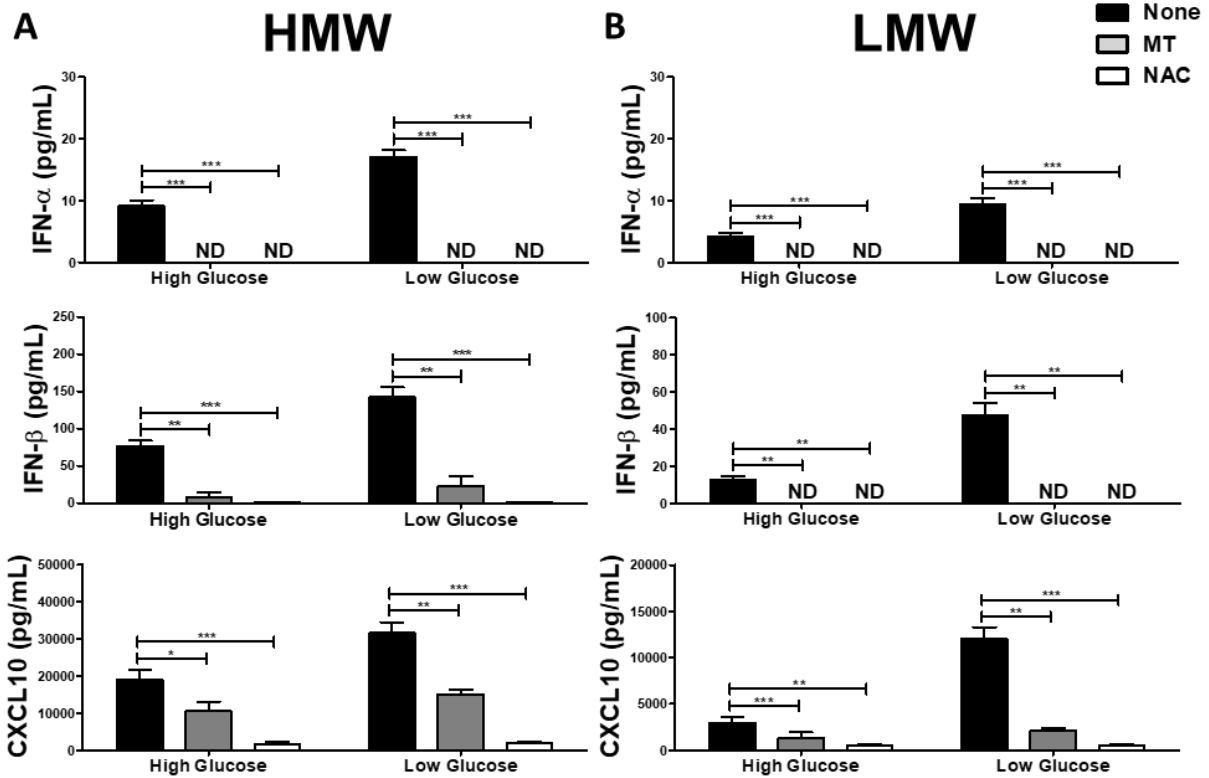 A HMW
B LMW
None
MT
NAC
IFN-α (pg/mL)
30
20
10
0
***
***
ND
ND
***
***
ND
ND
High Glucose
Low Glucose
IFN-α (pg/mL)
30
20
10
0
***
***
ND
ND
***
***
ND
ND
High Glucose
Low Glucose
IFN-β (pg/mL)
250
200
150
100
50
0
***
**
***
**
High Glucose
Low Glucose
IFN-β (pg/mL)
100
80
60
40
20
0
**
**
ND
ND
**
**
ND
ND
High Glucose
Low Glucose
CXCL10 (pg/mL)
50000
40000
30000
20000
10000
0
***
*
***
**
High Glucose
Low Glucose
CXCL10 (pg/mL)
20000
15000
10000
5000
0
**
***
***
**
High Glucose
Low Glucose